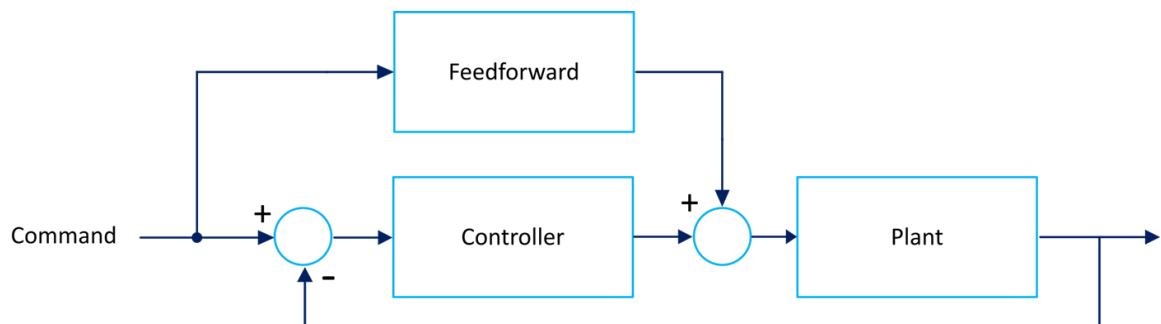 Feedforward
+
+
Command
Controller
Plant
-